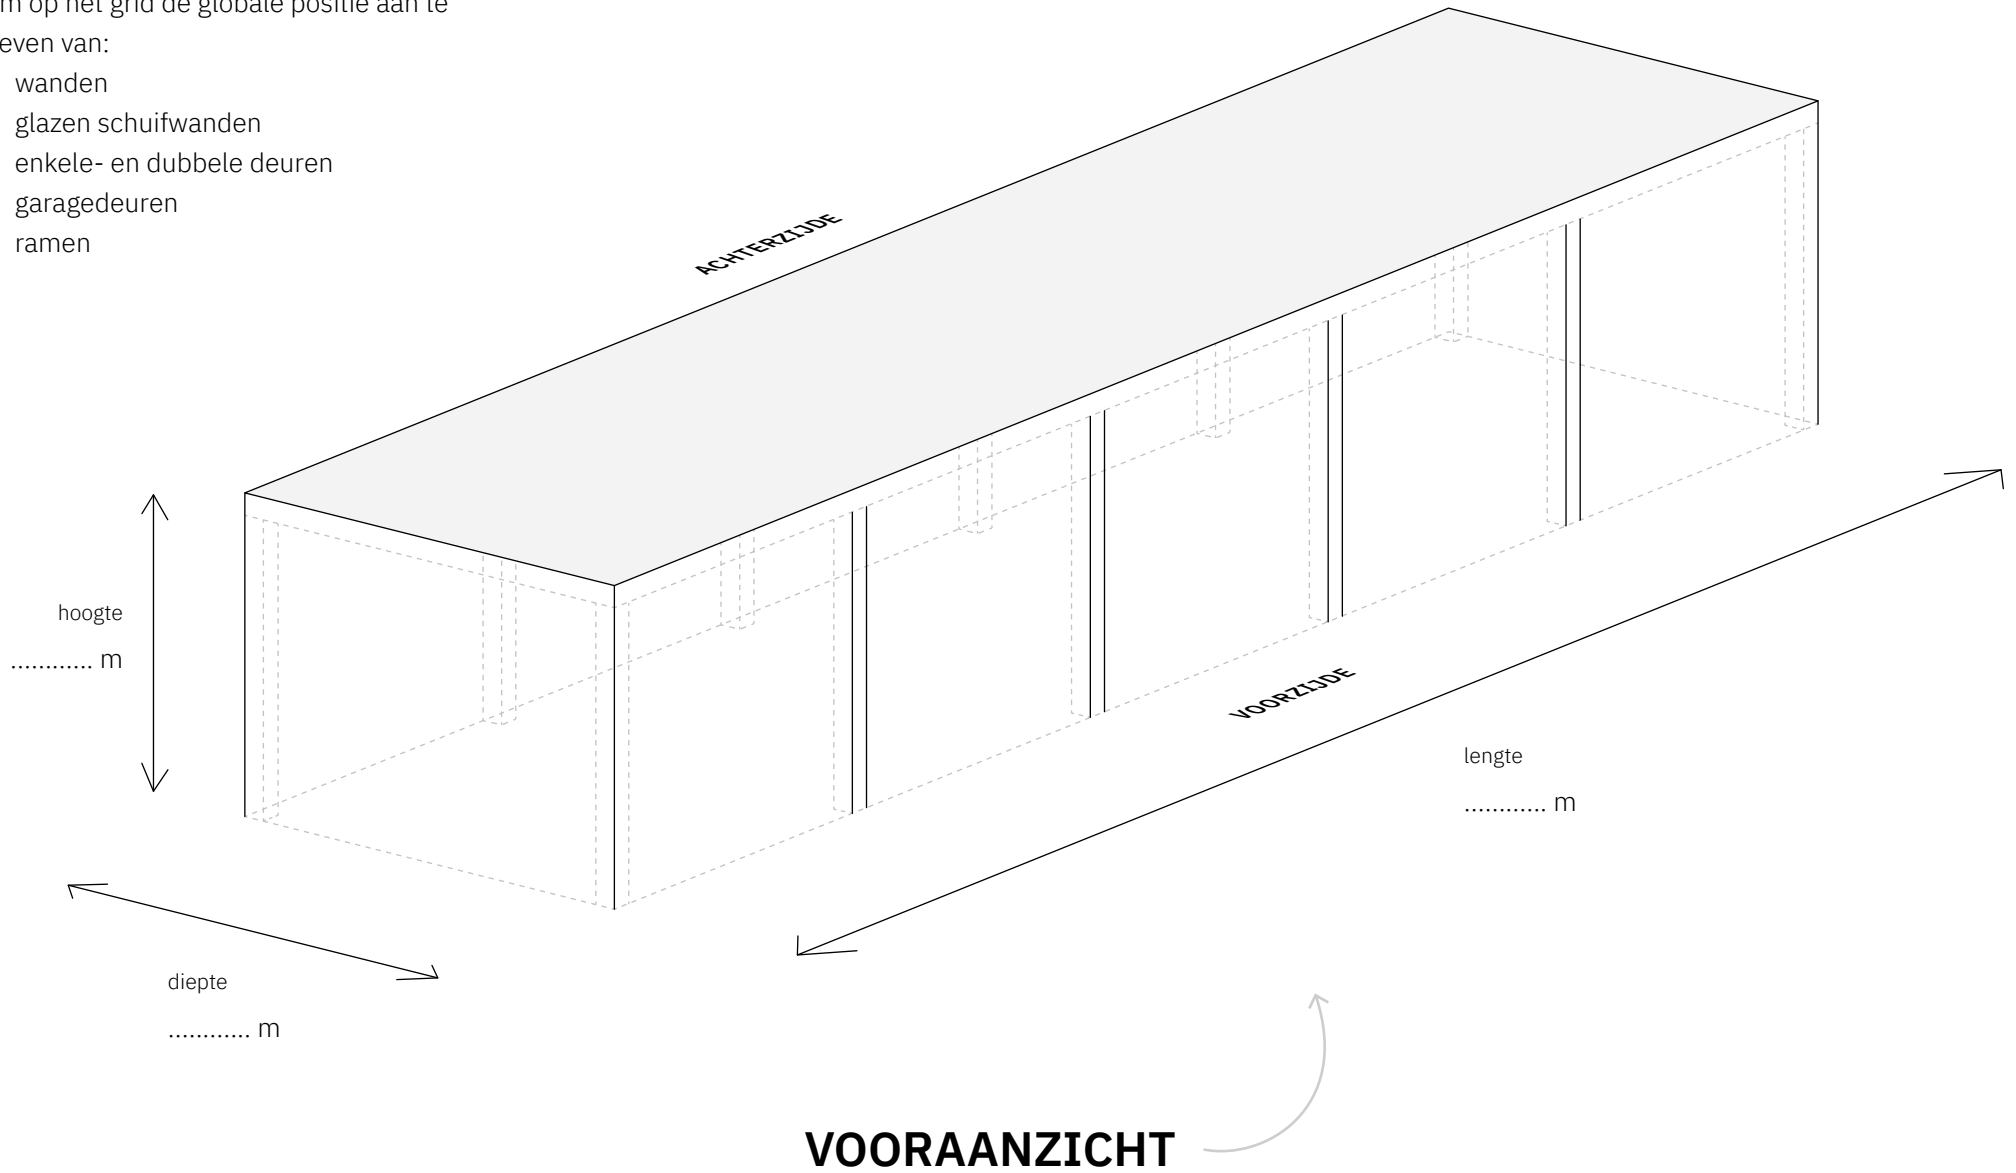 m op het grid de globale positie aan te
even van:
wanden
glazen schuifwanden
enkele- en dubbele deuren
garagedeuren
ramen
ACHTERZIJDE
hoogte
............ m
VOORZIJDE
lengte
............ m
diepte
............ m
VOORAANZICHT